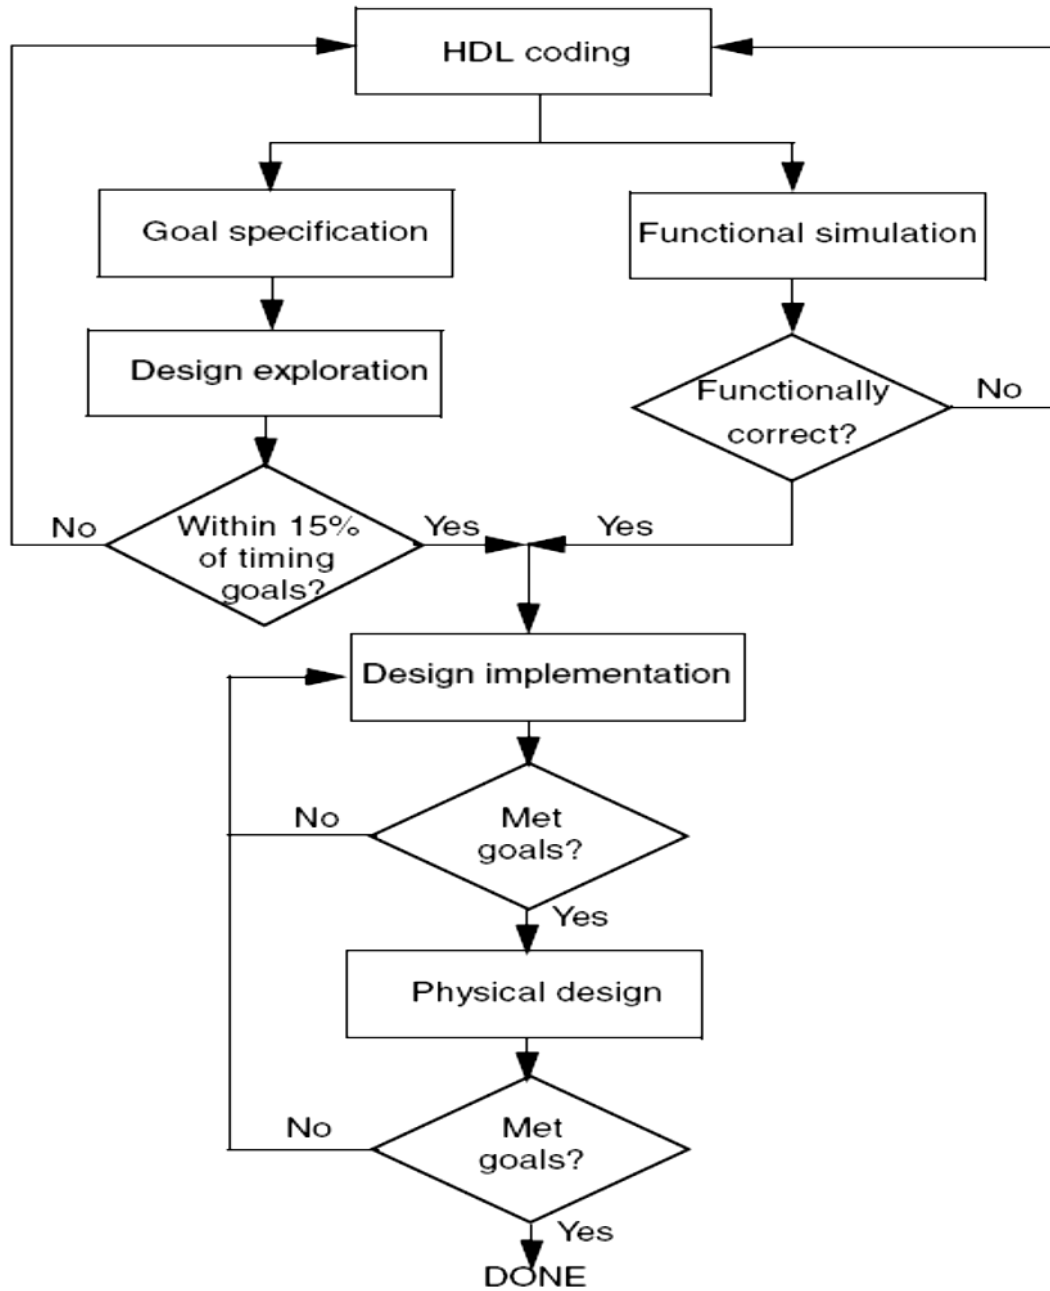 HDL coding
Goal specification
Functional simulation
Design exploration
Functionally
correct?
No
No
Within 15%
of timing
goals?
Yes
Yes
Design implementation
No
Met
goals?
Yes
Physical design
No
Met
goals?
Yes
DONE